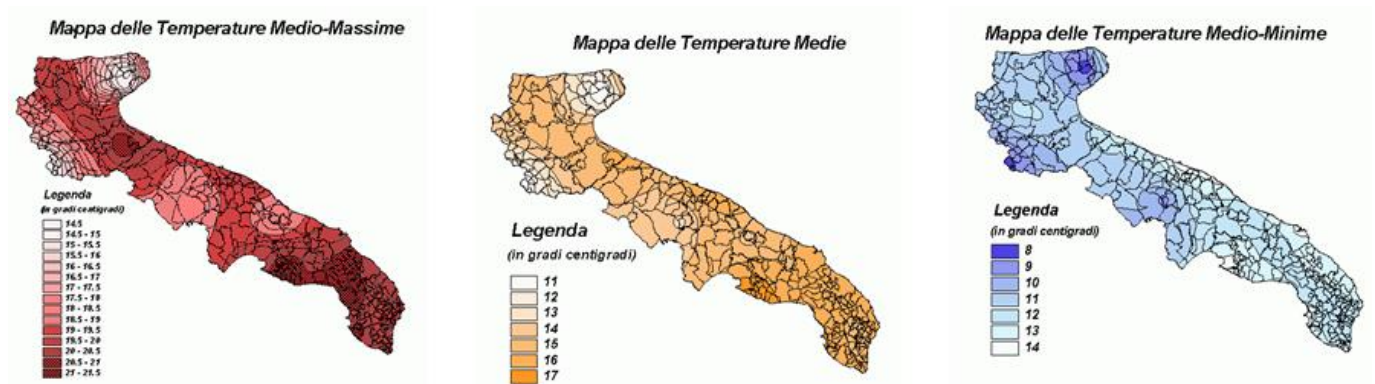 Mappa delle Temperature Medio-Massime
Legenda
(in gradi centigradi)
14.5
14.5 - 15
15 - 15.5
15.5 - 16
16 - 16.5
16.5 - 17
17 - 17.5
17.5 - 18
18 - 18.5
18.5 - 19
19 - 19.5
19.5 - 20
20 - 20.5
20.5 - 21
21 - 21.5
Mappa delle Temperature Medie
Legenda
(in gradi centigradi)
11
12
13
14
15
16
17
Mappa delle Temperature Medio-Minime
Legenda
(in gradi centigradi)
8
9
10
11
12
13
14